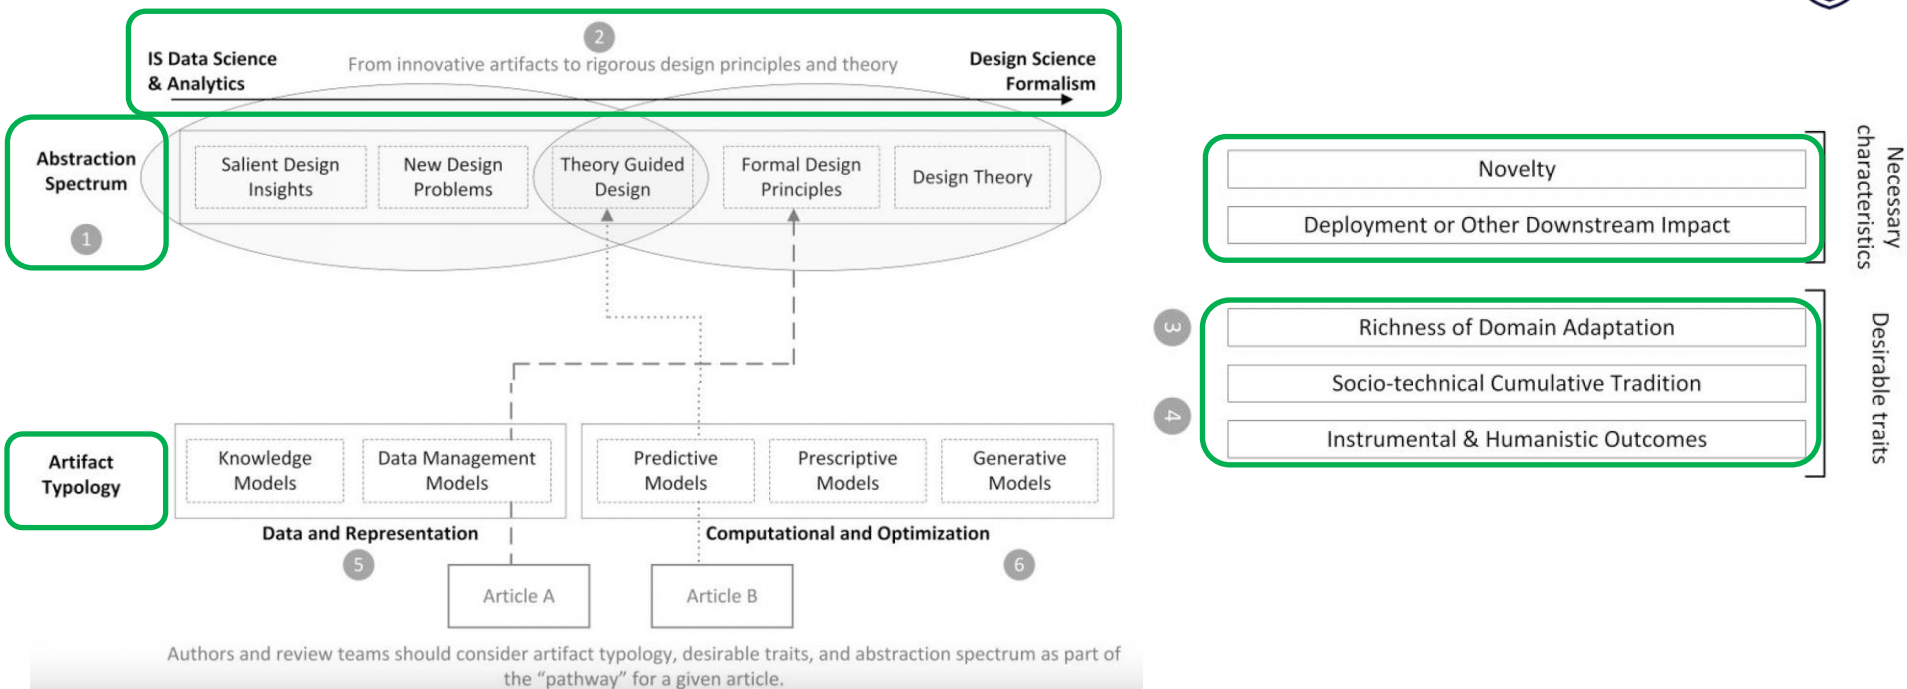 2
IS Data Science
& Analytics
From innovative artifacts to rigorous design principles and theory
Design Science
Formalism
Abstraction
Spectrum
1
Salient Design
Insights
New Design
Problems
Theory Guided
Design
Formal Design
Principles
Design Theory
Artifact
Typology
Knowledge
Models
Data Management
Models
Predictive
Models
Prescriptive
Models
Generative
Models
Data and Representation
Computational and Optimization
5
6
Article A
Article B
Authors and review teams should consider artifact typology, desirable traits, and abstraction spectrum as part of
the “pathway” for a given article.
Novelty
Deployment or Other Downstream Impact
Necessary
characteristics
3
Richness of Domain Adaptation
Socio-technical Cumulative Tradition
4
Instrumental & Humanistic Outcomes
Desirable traits